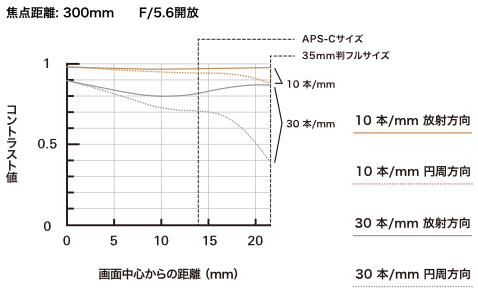 焦点距離: 300mm F/5.6開放
APS-Cサイズ
35mm判フルサイズ
1
10 本/mm
30 本/mm
0.5
コントラスト値
0
0 5 10 15 20
画面中心からの距離（mm）
10 本/mm 放射方向
10 本/mm 円周方向
30 本/mm 放射方向
30 本/mm 円周方向